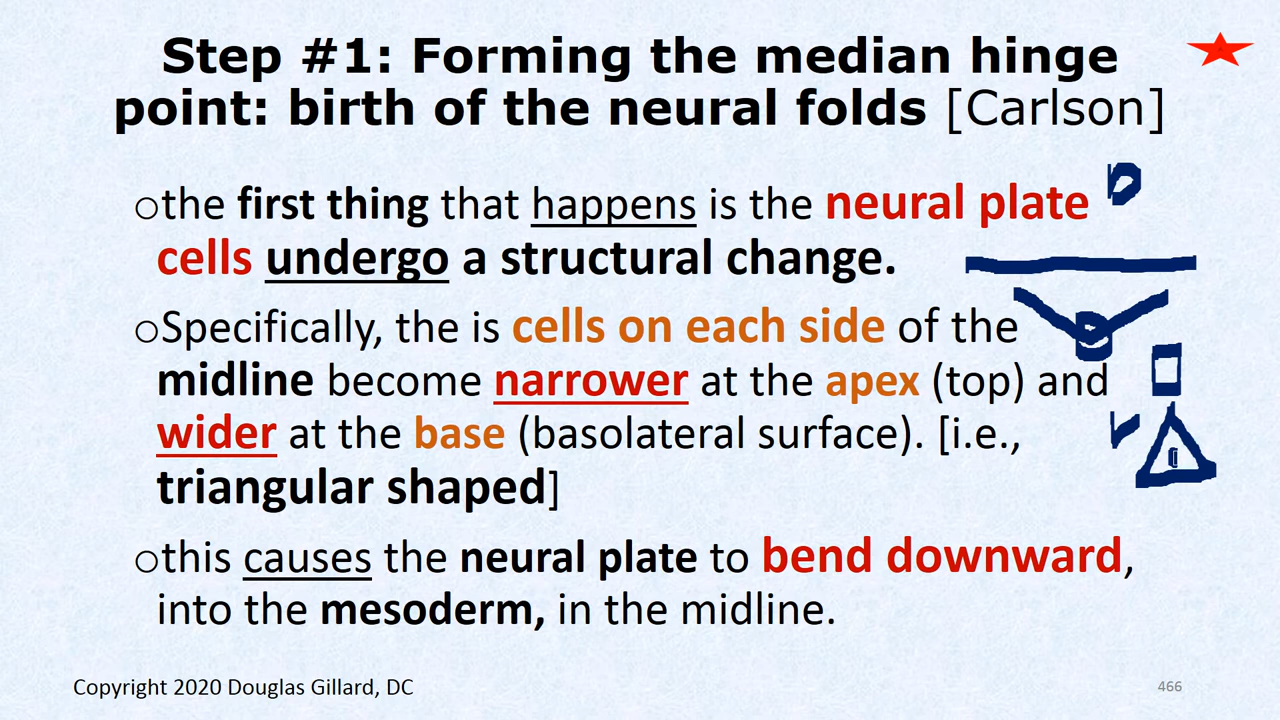 Step #1: Forming the median hinge
point: birth of the neural folds [Carlson]
○the first thing that happens is the neural plate
cells undergo a structural change.
○Specifically, the is cells on each side of the
midline become narrower at the apex (top) and
wider at the base (basolateral surface). [i.e.,
triangular shaped]
○this causes the neural plate to bend downward,
into the mesoderm, in the midline.
Copyright 2020 Douglas Gillard, DC
466